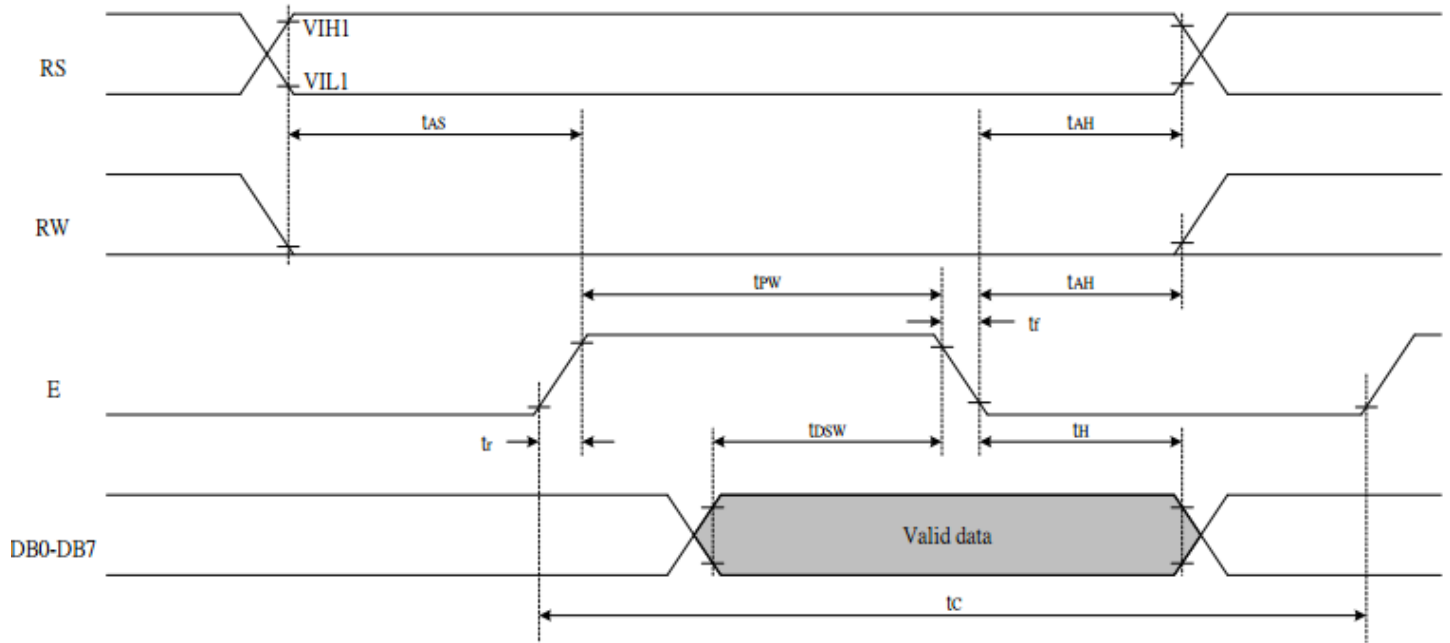 VIH1
RS
VIL1
tAS
tAH
RW
tPW
tAH
tf
E
tr
tDSW
tH
DB0-DB7
Valid data
tC